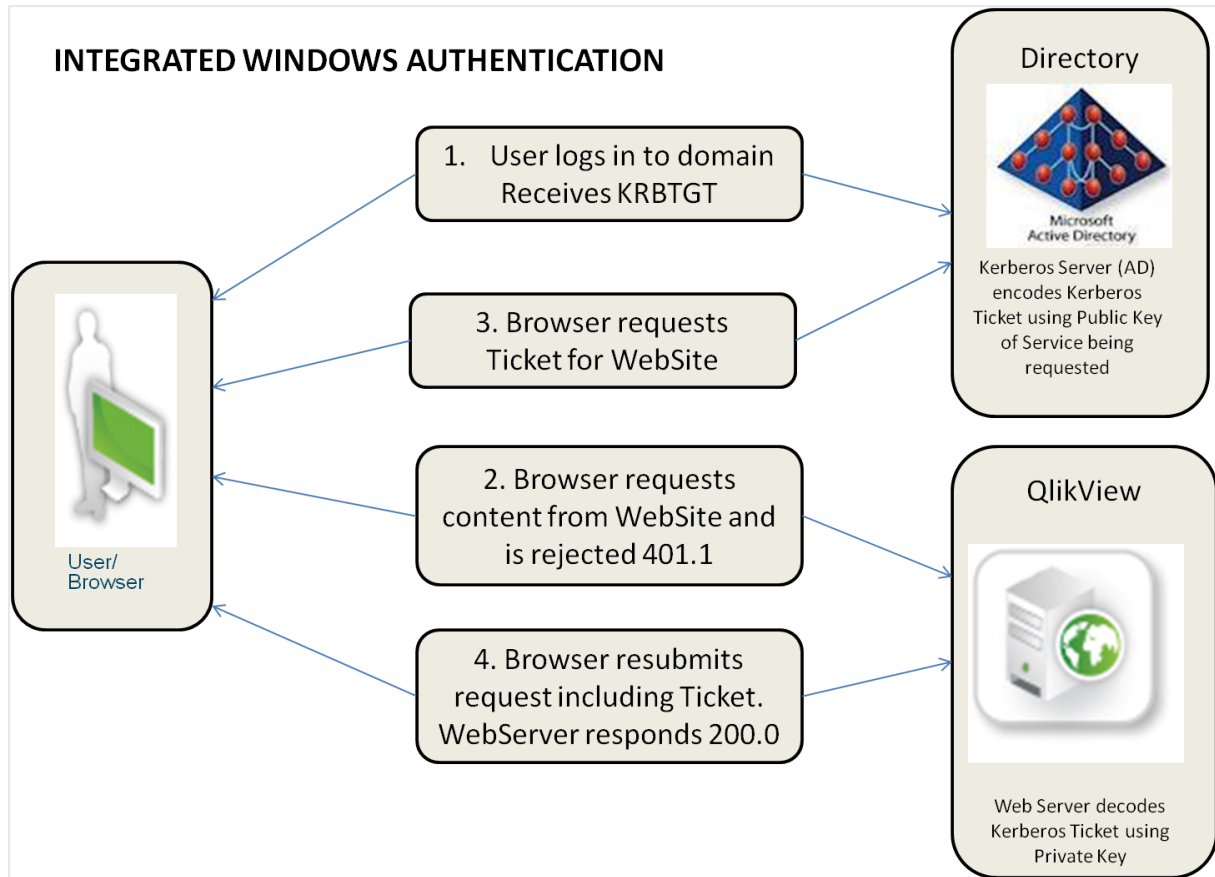 INTEGRATED WINDOWS AUTHENTICATION
Directory
Microsoft
Active Directory
Kerberos Server (AD)
encodes Kerberos
Ticket using Public Key
of Service being
requested
1. User logs in to domain
Receives KRBTGT
3. Browser requests
Ticket for WebSite
2. Browser requests
content from WebSite and
is rejected 401.1
4. Browser resubmits
request including Ticket.
WebServer responds 200.0
User/
Browser
QlikView
Web Server decodes
Kerberos Ticket using
Private Key